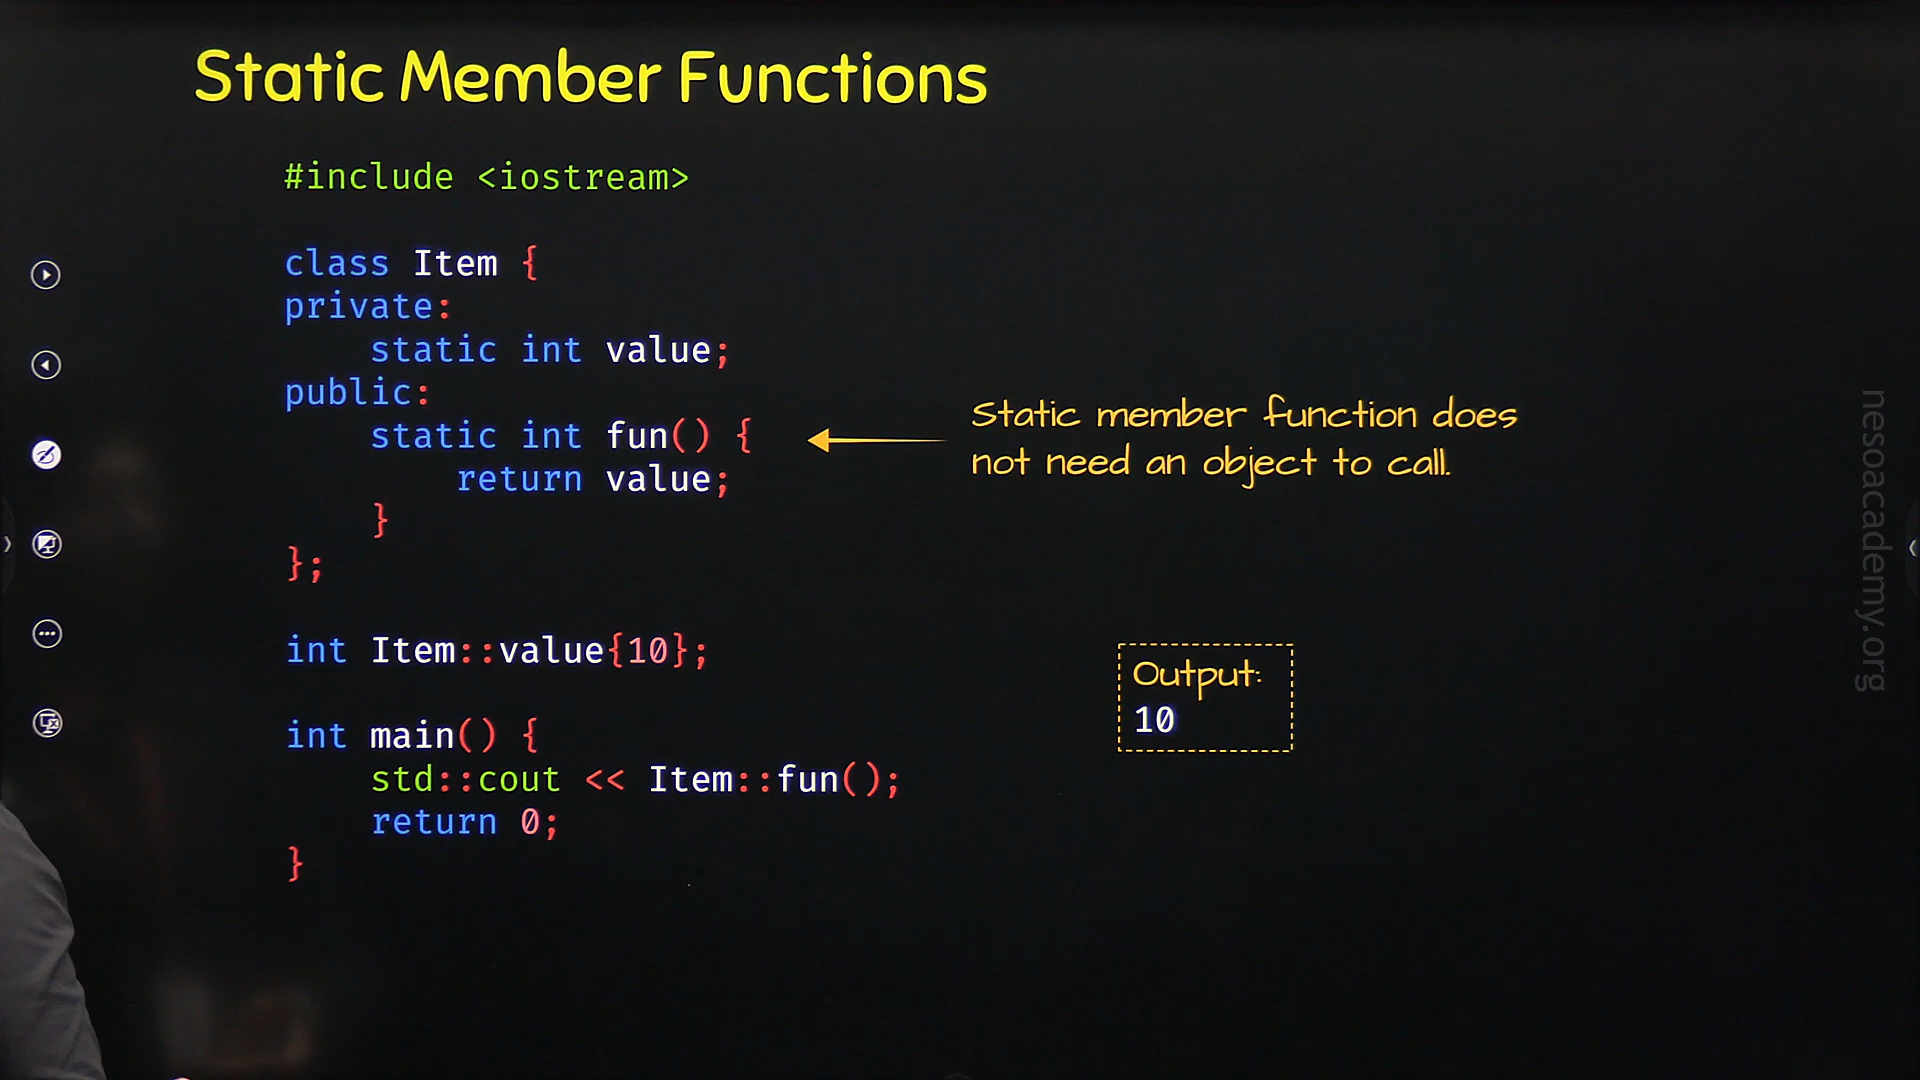 Static Member Functions
#include <iostream>
class Item {
private:
    static int value;
public:
    static int fun() {
        return value;
    }
};
Static member function does
not need an object to call.
int Item::value{10};
int main() {
    std::cout << Item::fun();
    return 0;
}
Output:
10
nesoacademy.org